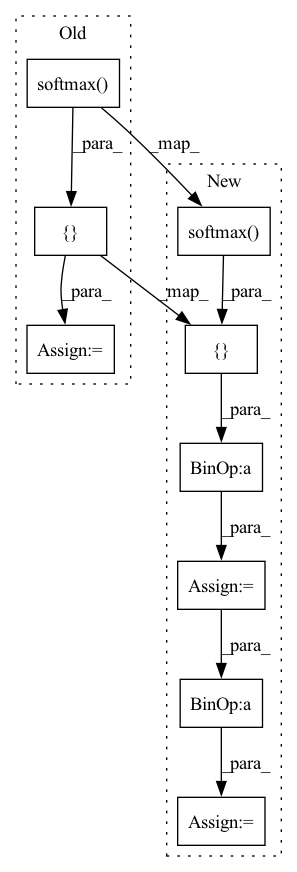 Old
softmax()
_para_
_map_
New
{}
softmax()
_para_
_map_
_para_
Assign:=
{}
_para_
BinOp:a
_para_
Assign:=
_para_
BinOp:a
_para_
Assign:=